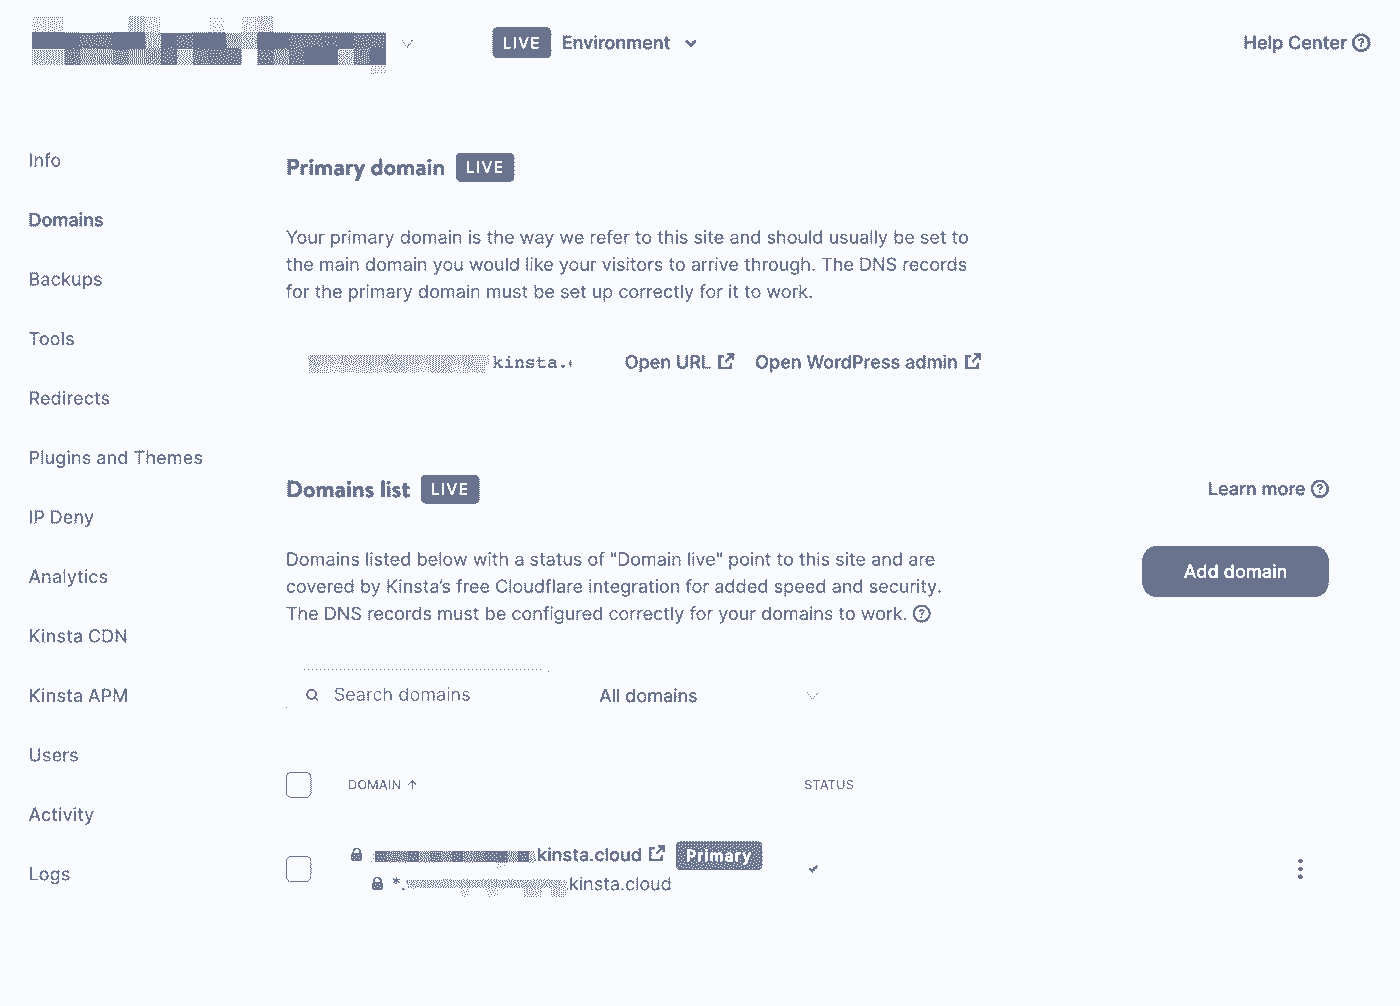 LIVE Environment
Help Center
Info
Domains
Backups
Tools
Redirects
Plugins and Themes
IP Deny
Analytics
Kinsta CDN
Kinsta APM
Users
Activity
Logs
Primary domain LIVE
Your primary domain is the way we refer to this site and should usually be set to
the main domain you would like your visitors to arrive through. The DNS records
for the primary domain must be set up correctly for it to work.
kinsta.
Open URL
Open WordPress admin
Domains list LIVE
Learn more
Domains listed below with a status of "Domain live" point to this site and are
covered by Kinsta's free Cloudflare integration for added speed and security.
The DNS records must be configured correctly for your domains to work.
Add domain
Search domains
All domains
DOMAIN ↑
STATUS
kinsta.cloud Primary
*. kinsta.cloud